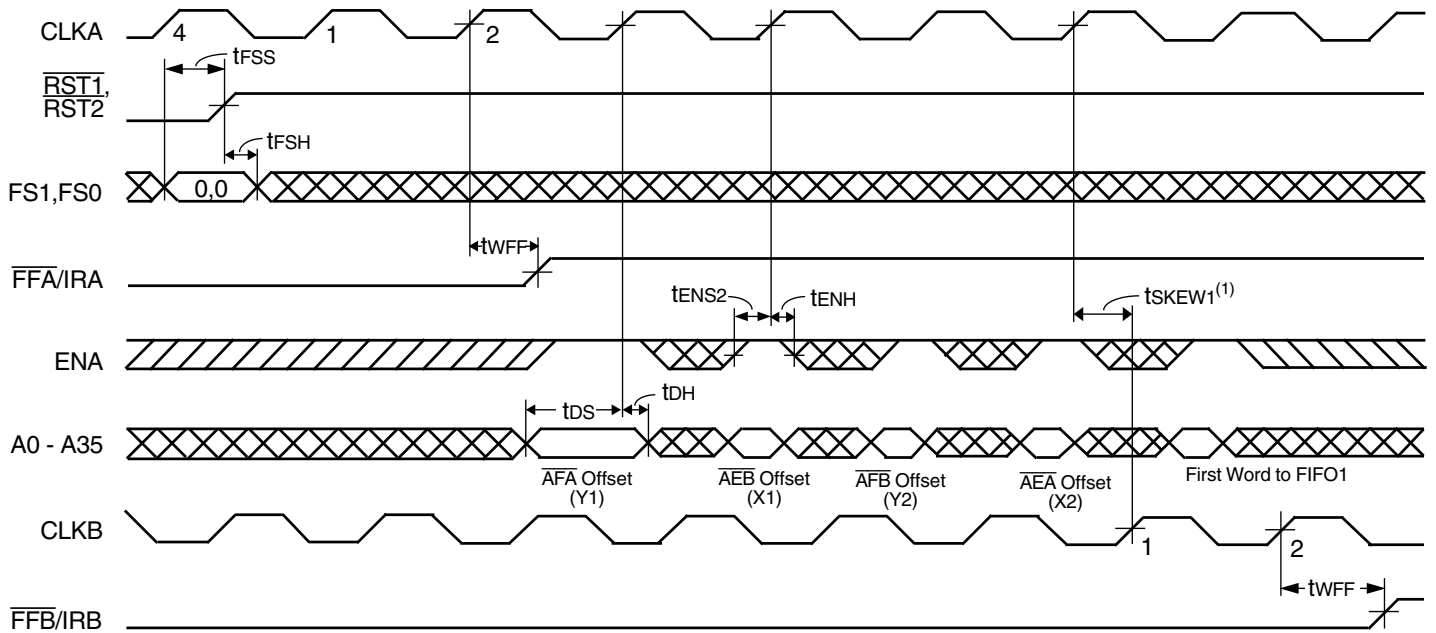 CLKA
4
1
2
tFSS
RST1,
RST2
tFSH
FS1,FS0
0,0
tWFF
FFA/IRA
tENS2
tENH
tSKEW1(1)
ENA
tDS
tDH
A0 - A35
AFA Offset
(Y1)
AEB Offset
(X1)
AFB Offset
(Y2)
AEA Offset
(X2)
First Word to FIFO1
CLKB
1
2
tWFF
FFB/IRB